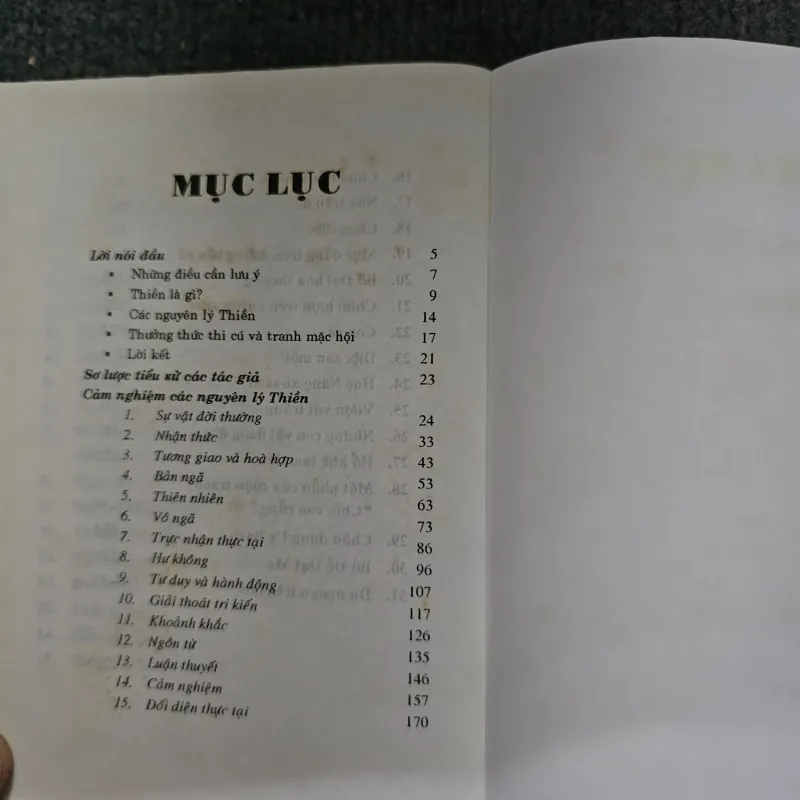 MỤC LỤC
Lời nói đầu 5
▪ Những điều cần lưu ý 7
▪ Thiền là gì? 9
▪ Các nguyên lý Thiền 14
▪ Thưởng thức thi cú và tranh mặc hội 17
▪ Lời kết 21
Sơ lược tiểu sử các tác giả 23
Cảm nghiệm các nguyên lý Thiền
1. Sự vật đời thường 24
2. Nhận thức 33
3. Tương giao và hoà hợp 43
4. Bản ngã 53
5. Thiên nhiên 63
6. Vô ngã 73
7. Trực nhận thực tại 86
8. Hư không 96
9. Tư duy và hành động 107
10. Giải thoát tri kiến 117
11. Khoảnh khắc 126
12. Ngôn từ 135
13. Luận thuyết 146
14. Cảm nghiệm 157
15. Đối diện thực tại 170